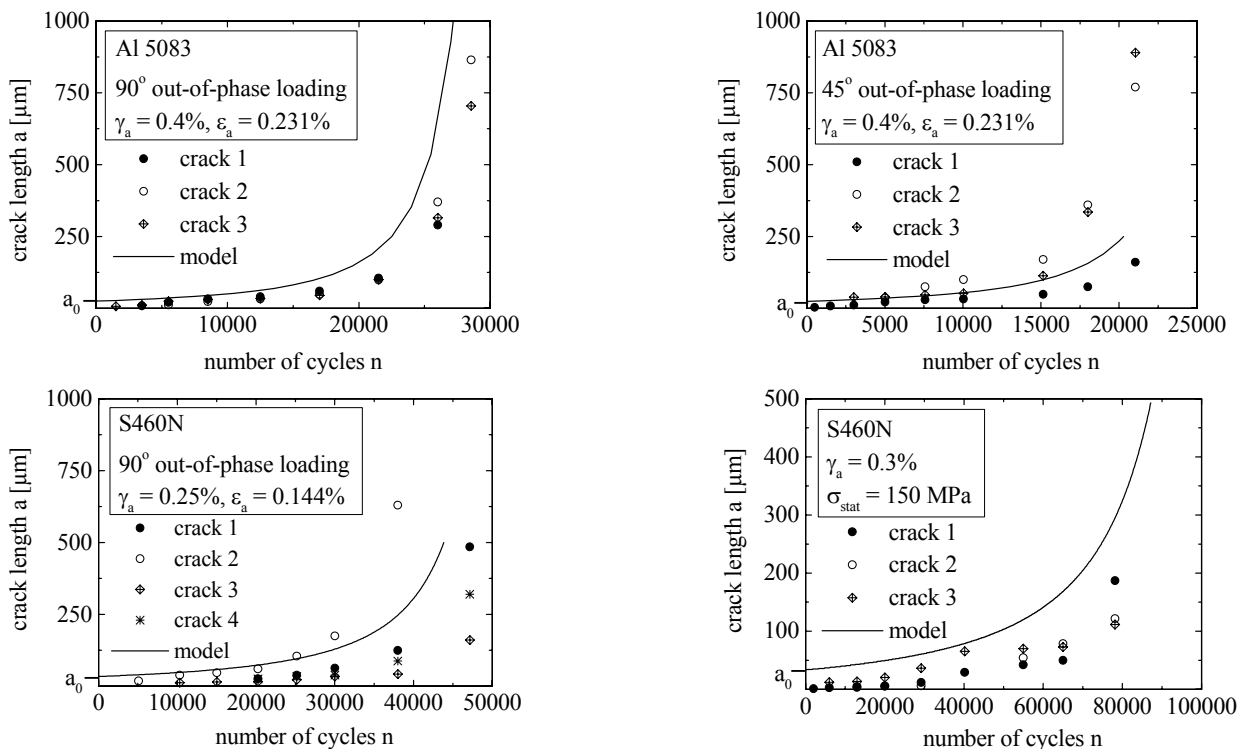 1000
750
500
250
a0
crack length a [µm]
Al 5083
90° out-of-phase loading
γa = 0.4%, εa = 0.231%
crack 1
crack 2
crack 3
model
0 10000 20000 30000
number of cycles n
1000
750
500
250
a0
crack length a [µm]
Al 5083
45° out-of-phase loading
γa = 0.4%, εa = 0.231%
crack 1
crack 2
crack 3
model
0 5000 10000 15000 20000 25000
number of cycles n
1000
750
500
250
a0
crack length a [µm]
S460N
90° out-of-phase loading
γa = 0.25%, εa = 0.144%
crack 1
crack 2
crack 3
crack 4
model
0 10000 20000 30000 40000 50000
number of cycles n
500
400
300
200
100
a0
crack length a [µm]
S460N
γa = 0.3%
σstat = 150 MPa
crack 1
crack 2
crack 3
model
0 20000 40000 60000 80000 100000
number of cycles n